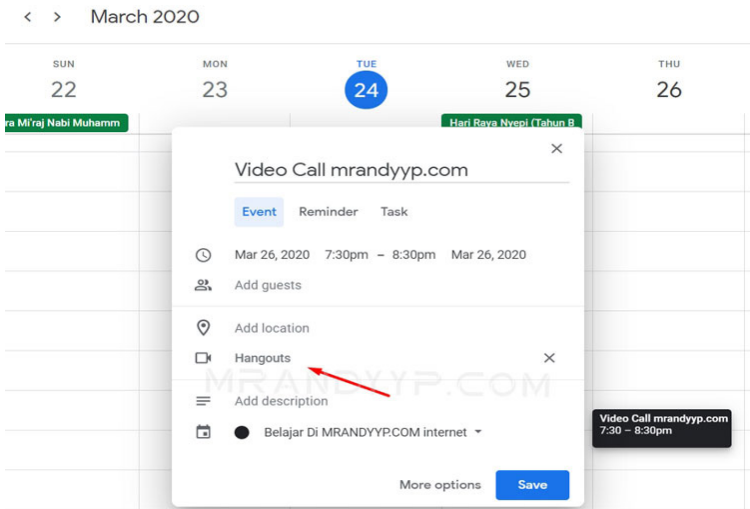 < > March 2020
SUN MON TUE WED THU
22 23 24 25 26
ra Mi'raj Nabi Muhamm Hari Raya Nyepi (Tahun B
Video Call mrandyyp.com
Event Reminder Task
Mar 26, 2020 7:30pm – 8:30pm Mar 26, 2020
Add guests
Add location
Hangouts
MRANDYYP.COM
Add description
Video Call mrandyyp.com
7:30 – 8:30pm
Belajar Di MRANDYYP.COM internet
More options Save